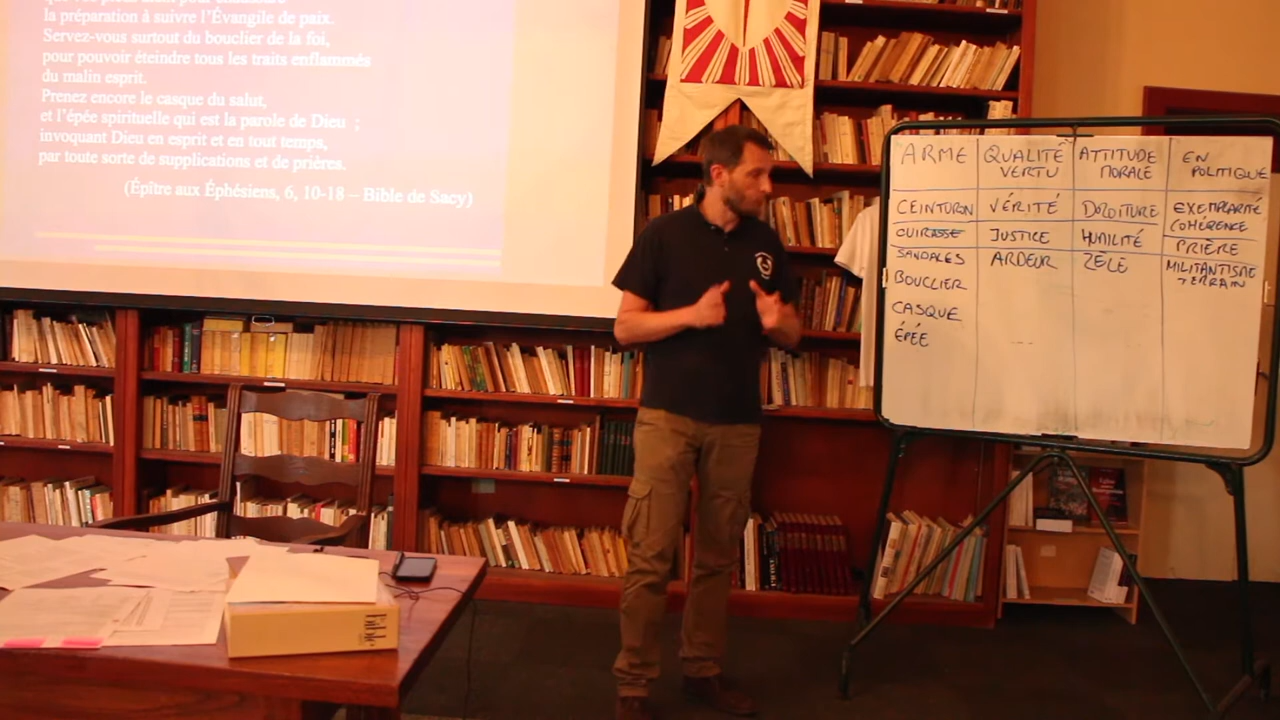 la préparation à suivre l'Évangile de paix.
Servez-vous surtout du bouclier de la foi,
pour pouvoir éteindre tous les traits enflammés
du malin esprit.
Prenez encore le casque du salut,
et l'épée spirituelle qui est la parole de Dieu ;
invoquant Dieu en esprit et en tout temps,
par toute sorte de supplications et de prières.
(Épître aux Éphésiens, 6, 10-18 – Bible de Sacy)
ARME QUALITÉ VERTU ATTITUDE MORALE EN POLITIQUE
CEINTURON VÉRITÉ DROITURE EXEMPLARITÉ COHÉRENCE
CUIRASSE JUSTICE HUMILITÉ PRIÈRE
SANDALES ARDEUR ZÈLE MILITANTISME TERRAIN
BOUCLIER
CASQUE
ÉPÉE
Bible